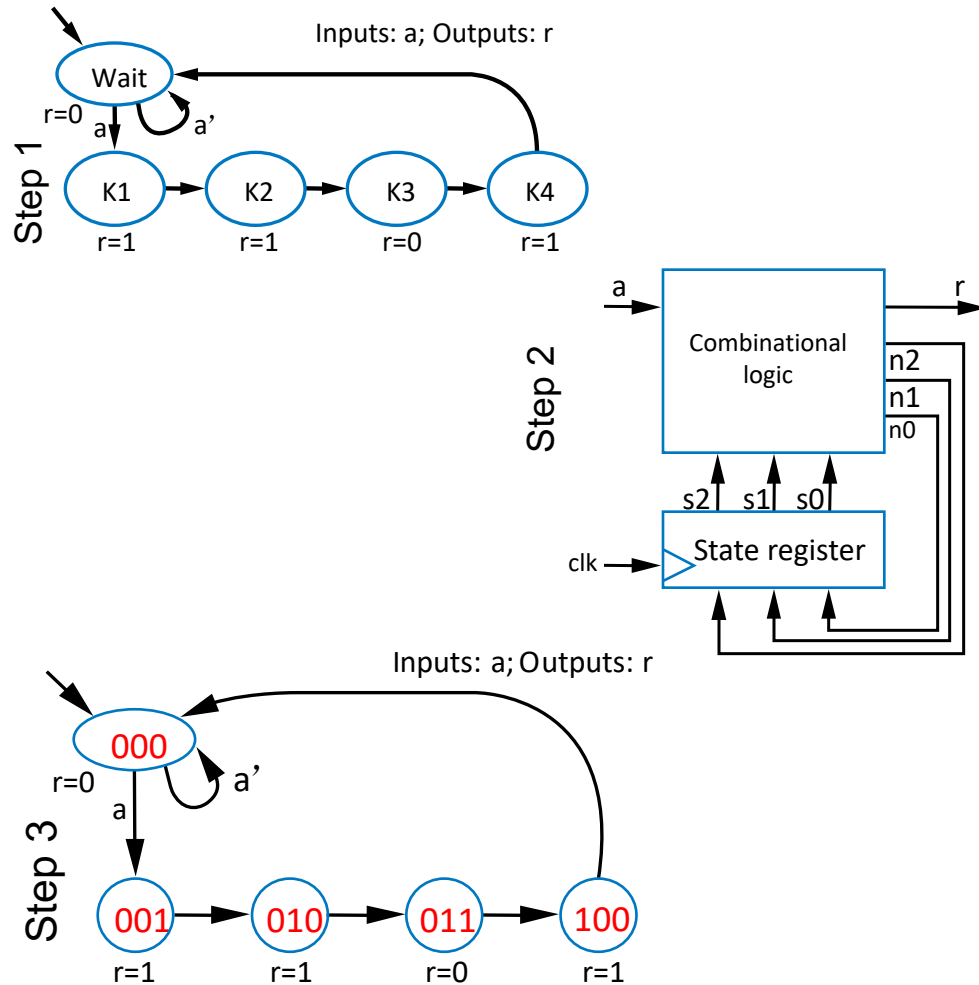 Inputs: a; Outputs: r
Wait
r=0
a
a’
Step 1
K1
K2
K3
K4
r=1
r=1
r=0
r=1
Step 2
a
Combinational
logic
r
n2
n1
n0
s2
s1
s0
clk
State register
Inputs: a; Outputs: r
000
r=0
a
a’
Step 3
001
010
011
100
r=1
r=1
r=0
r=1